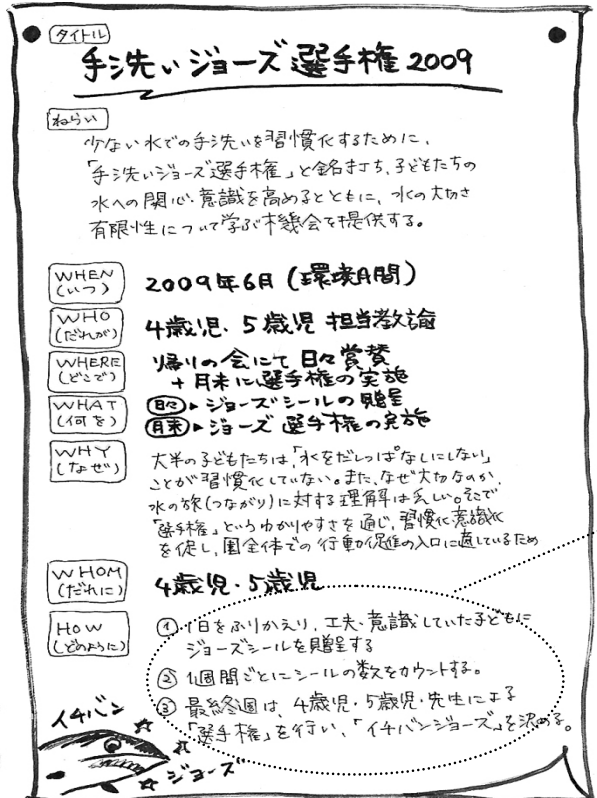 タイトル
手洗いジョーズ選手権2009
ねらい
少ない水での手洗いを習慣化するために、
「手洗いジョーズ選手権」と銘打ち、子どもたちの
水への関心・意識を高めるとともに、水の大切さ
有限性について学ぶ機会を提供する。
WHEN
(いつ)
2009年6月(環境月間)
WHO
(だれが)
4歳児・5歳児 担当教諭
WHERE
(どこで)
帰りの会にて 日々賞賛
+月末に選手権の実施
WHAT
(何を)
日々 ▶ ジョーズシールの贈呈
月末 ▶ ジョーズ選手権の実施
WHY
(なぜ)
大半の子どもたちは、「水をだしっぱなしにしない」
ことが習慣化していない。また、なぜ大切なのか、
水の旅(つながり)に対する理解は乏しい。そこで
「選手権」というわかりやすさを通じ、習慣化・意識化
を促し、園全体での行動促進の入口に適しているため
WHOM
(だれに)
4歳児・5歳児
HOW
(どのように)
① 1日をふりかえり、工夫・意識していた子どもに
ジョーズシールを贈呈する
② 1週間ごとにシールの数をカウントする。
③ 最終週は、4歳児・5歳児・先生による
「選手権」を行い、「イチバンジョーズ」を決める。
イチバン
ジョーズ